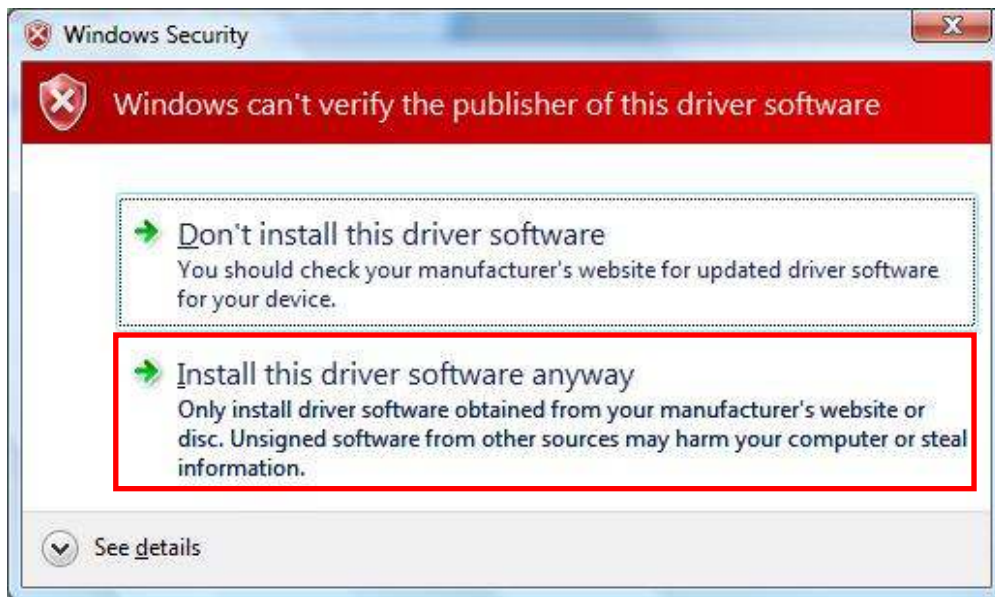 Windows Security
Windows can't verify the publisher of this driver software
Don't install this driver software
You should check your manufacturer's website for updated driver software
for your device.
Install this driver software anyway
Only install driver software obtained from your manufacturer's website or
disc. Unsigned software from other sources may harm your computer or steal
information.
See details